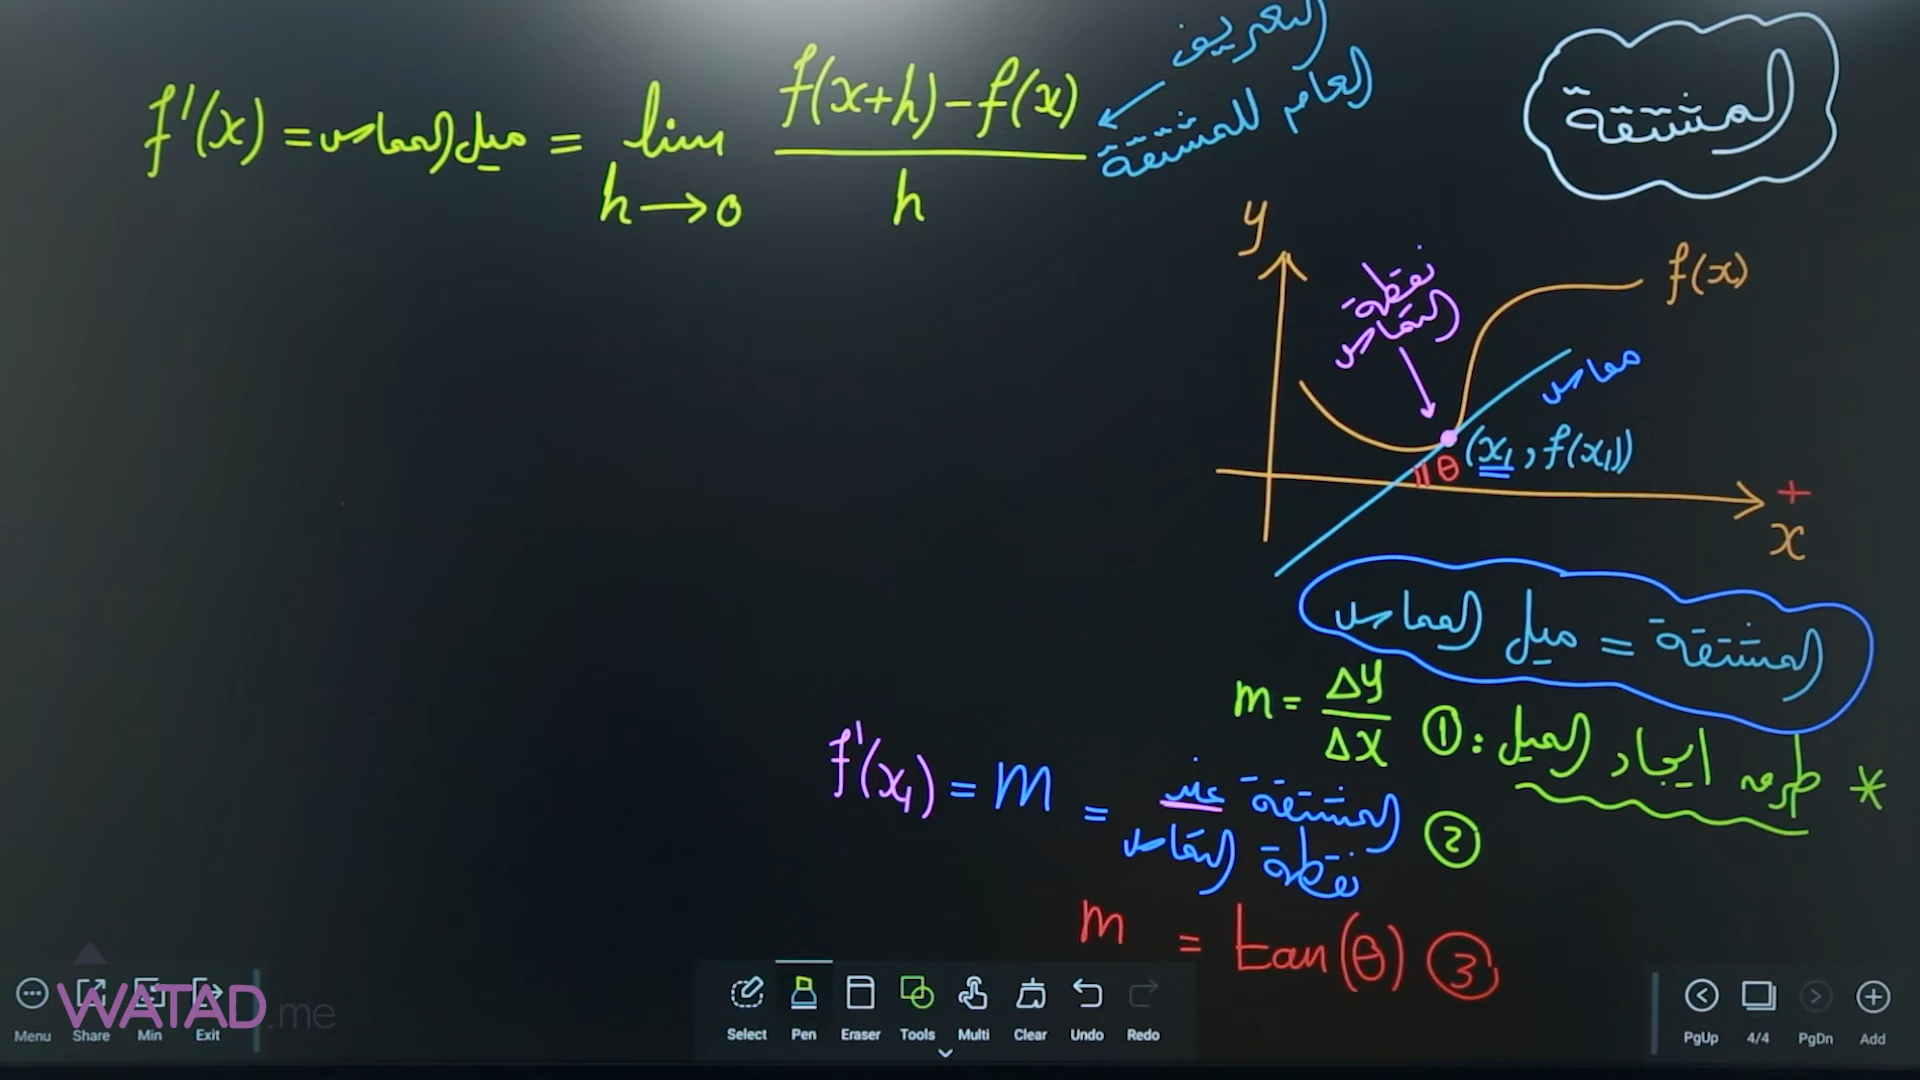 المشتقة
التعريف
العام للمشتقة
f'(x) = ميل المماس = lim h→0 f(x+h) - f(x) / h
y
f(x)
نقطة
التماس
مماس
(x₁, f(x₁))
θ
+
x
المشتقة = ميل المماس
* طرق ايجاد الميل : ① m = Δy / Δx
② المشتقة عند
نقطة التماس = m = f'(x₁)
③ m = tan(θ)
WATAD.me
Menu Share Min Exit
Select Pen Eraser Tools Multi Clear Undo Redo
PgUp 4/4 PgDn Add